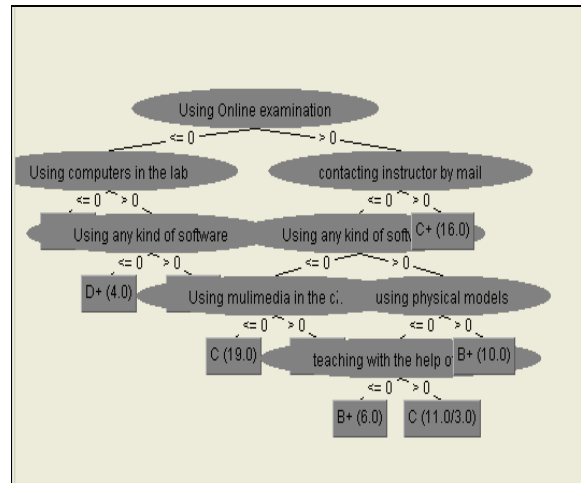 Using Online examination
<= 0 > 0
Using computers in the lab contacting instructor by mail
<= 0 > 0 <= 0 > 0
Using any kind of software Using any kind of C+ (16.0)
<= 0 > 0 <= 0 > 0
D+ (4.0) Using mulimedia in the using physical models
<= 0 > 0 <= 0 > 0
C (19.0) teaching with the help B+ (10.0)
<= 0 > 0
B+ (6.0) C (11.0/3.0)